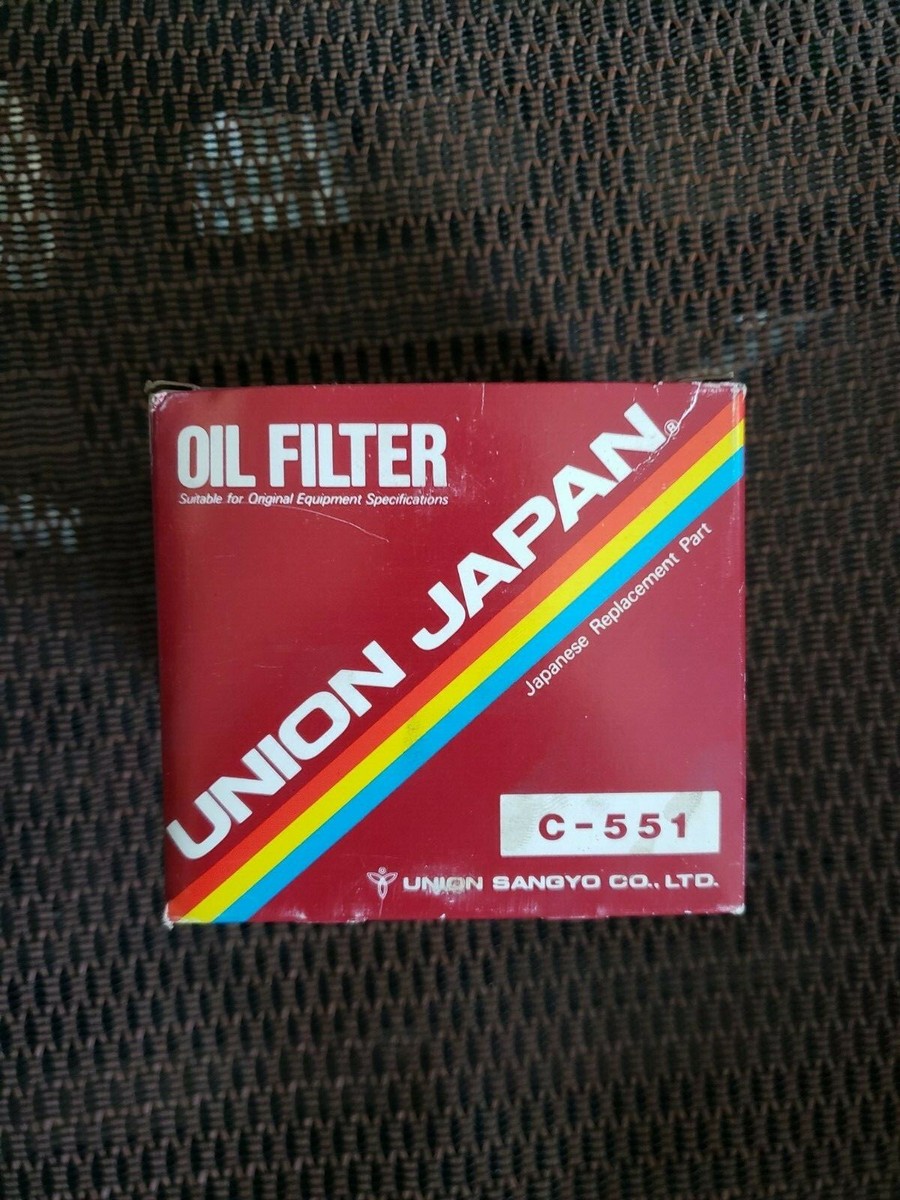 OIL FILTER
Suitable for Original Equipment Specifications
UNION JAPAN®
Japanese Replacement Part
C-551
UNION SANGYO CO., LTD.